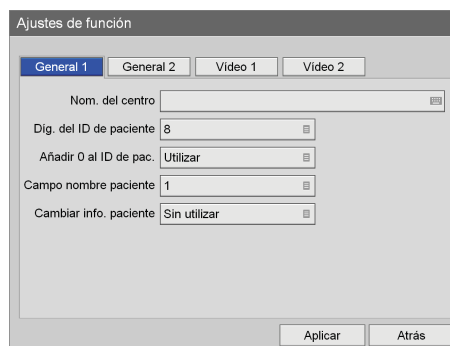 Ajustes de función
General 1 General 2 Vídeo 1 Vídeo 2
Nom. del centro
Díg. del ID de paciente 8
Añadir 0 al ID de pac. Utilizar
Campo nombre paciente 1
Cambiar info. paciente Sin utilizar
Aplicar Atrás